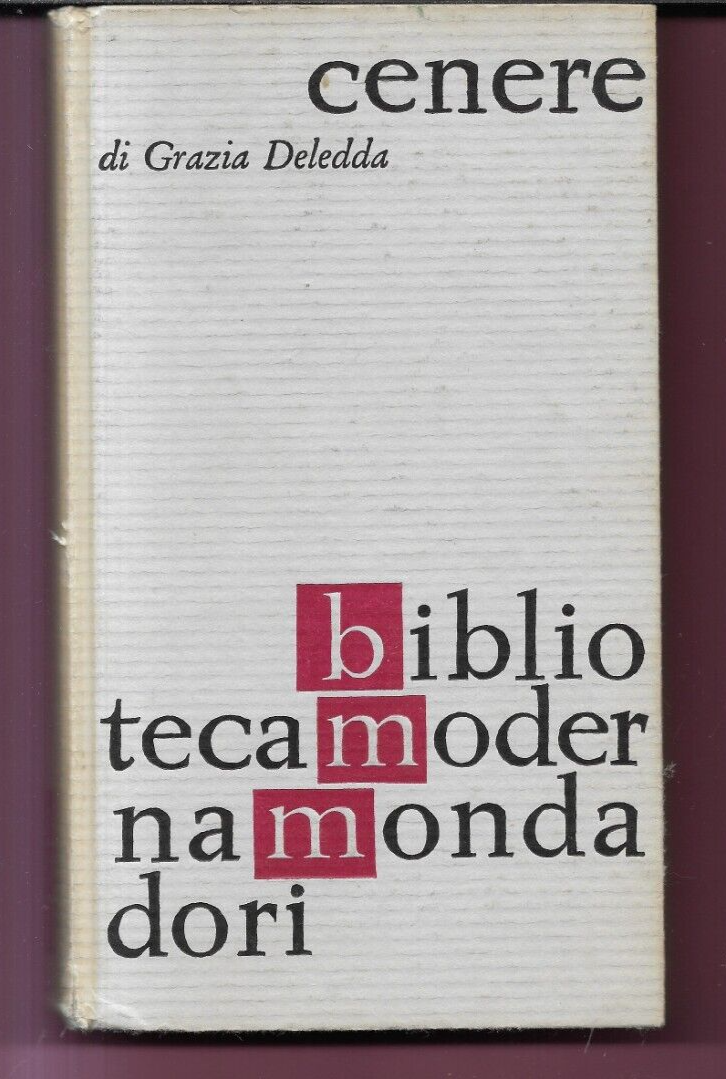 cenere
di Grazia Deledda
biblio
tecamoder
namonda
dori